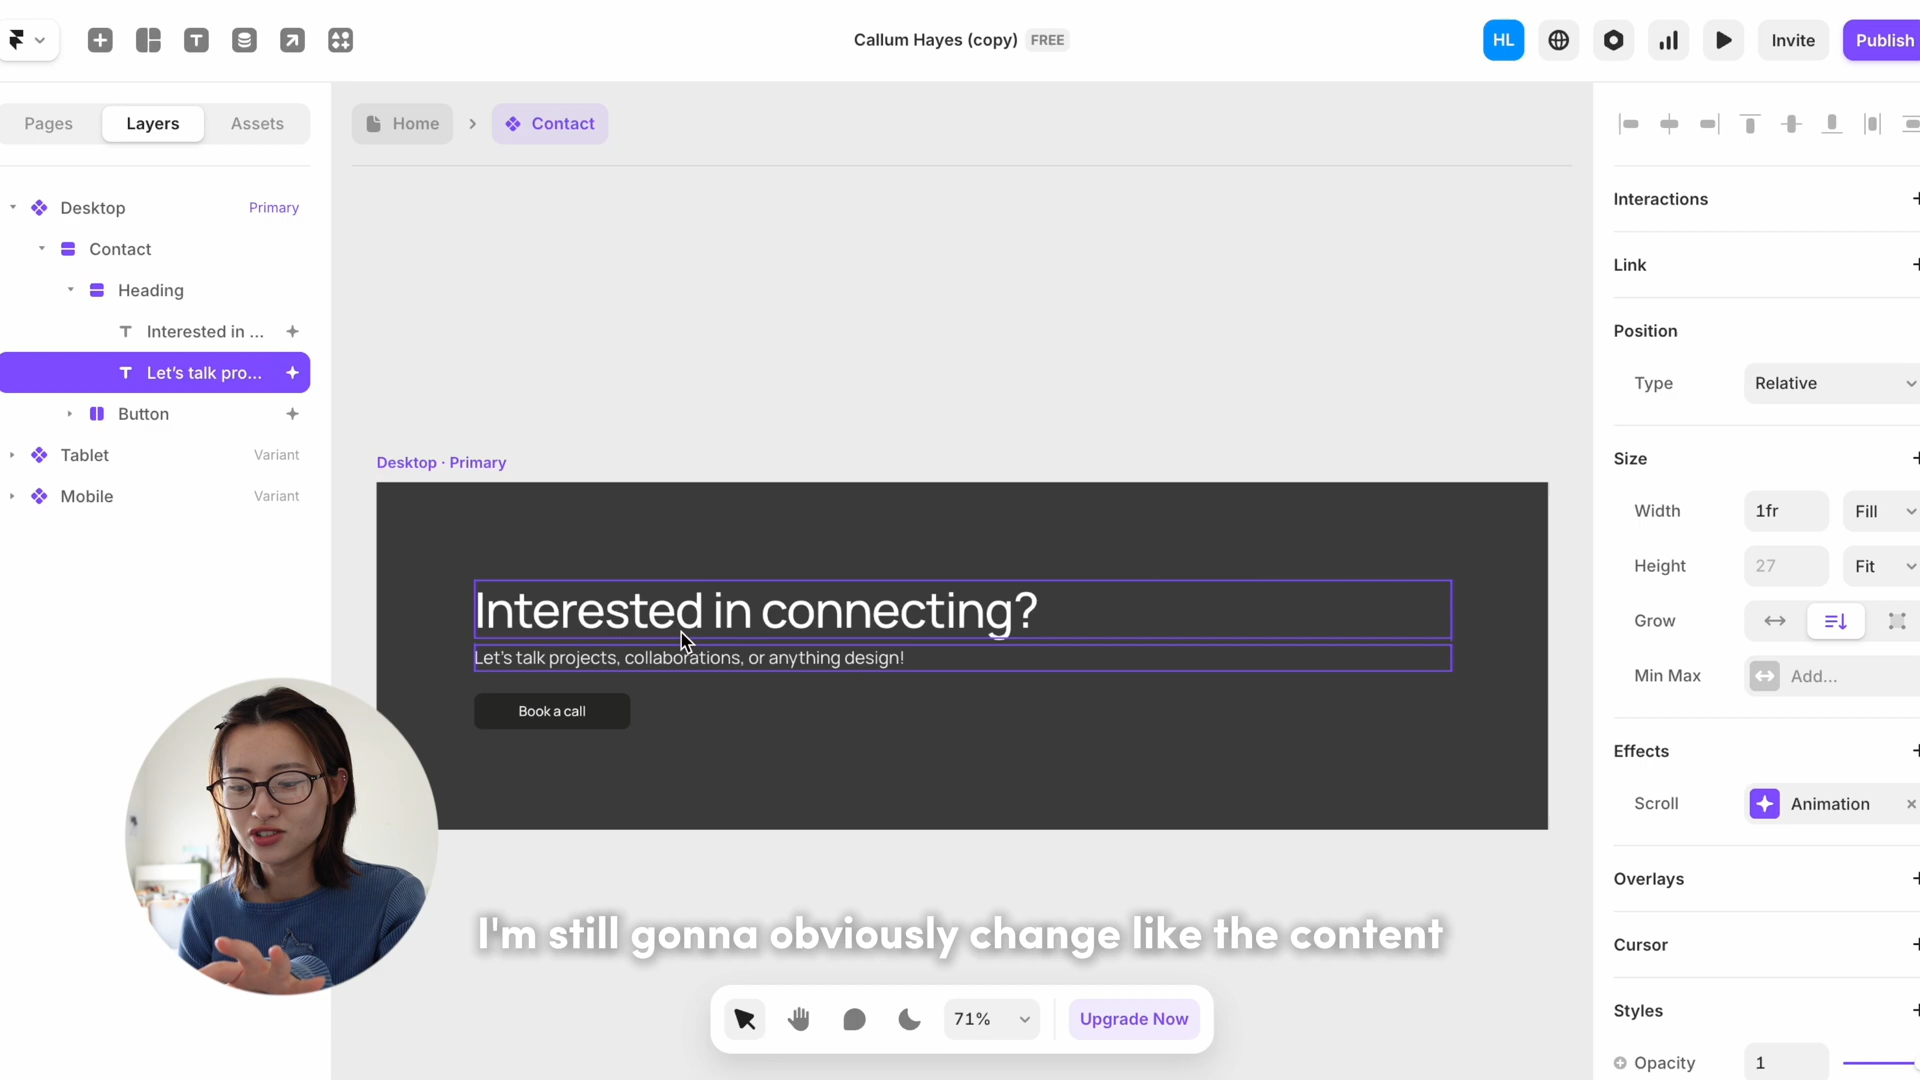 Callum Hayes (copy) FREE
HL
Invite
Publish
Pages
Layers
Assets
Home
Contact
Desktop
Primary
Contact
Heading
Interested in ...
Let's talk pro...
Button
Tablet
Variant
Mobile
Variant
Desktop · Primary
Interested in connecting?
Let's talk projects, collaborations, or anything design!
Book a call
I'm still gonna obviously change like the content
71%
Upgrade Now
Interactions
Link
Position
Type
Relative
Size
Width
1fr
Fill
Height
27
Fit
Grow
Min Max
Add...
Effects
Scroll
Animation
Overlays
Cursor
Styles
Opacity
1